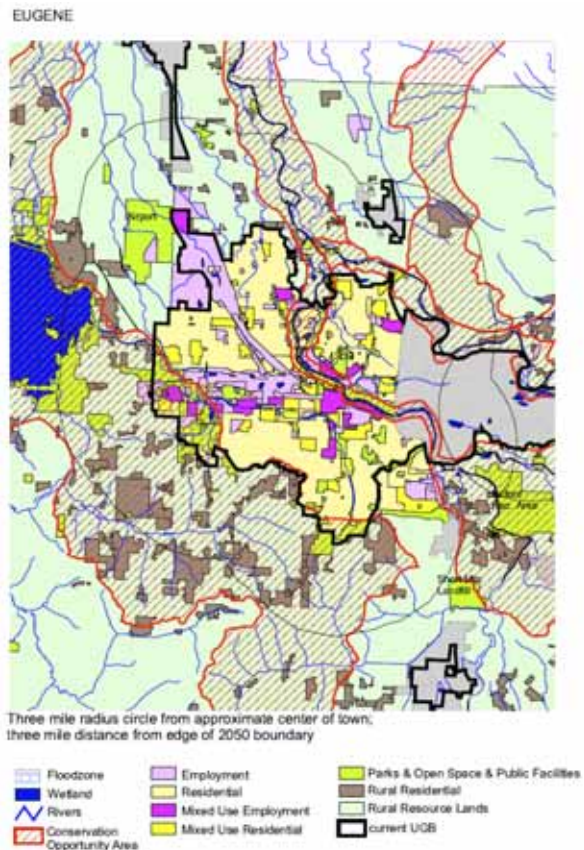 EUGENE
Airport
Area
Three mile radius circle from approximate center of town;
three mile distance from edge of 2050 boundary
Floodzone
Wetland
Rivers
Conservation
Opportunity Area
Employment
Residential
Mixed Use Employment
Mixed Use Residential
Parks & Open Space & Public Facilities
Rural Residential
Rural Resource Lands
current UGB